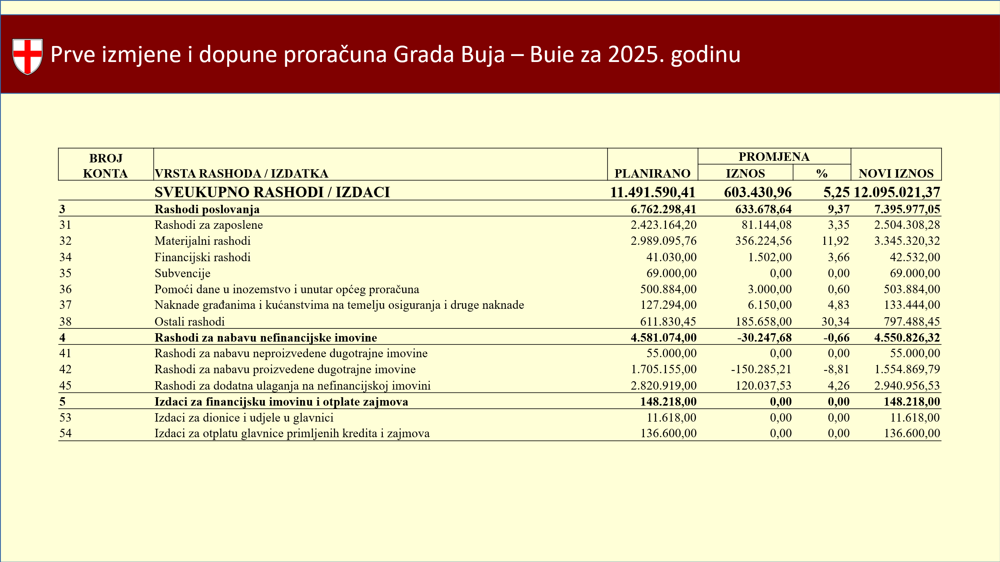 Prve izmjene i dopune proračuna Grada Buja – Buie za 2025. godinu
BROJ KONTA VRSTA RASHODA / IZDATKA PLANIRANO PROMJENA IZNOS % NOVI IZNOS
SVEUKUPNO RASHODI / IZDACI 11.491.590,41 603.430,96 5,25 12.095.021,37
3 Rashodi poslovanja 6.762.298,41 633.678,64 9,37 7.395.977,05
31 Rashodi za zaposlene 2.423.164,20 81.144,08 3,35 2.504.308,28
32 Materijalni rashodi 2.989.095,76 356.224,56 11,92 3.345.320,32
34 Financijski rashodi 41.030,00 1.502,00 3,66 42.532,00
35 Subvencije 69.000,00 0,00 0,00 69.000,00
36 Pomoći dane u inozemstvo i unutar općeg proračuna 500.884,00 3.000,00 0,60 503.884,00
37 Naknade građanima i kućanstvima na temelju osiguranja i druge naknade 127.294,00 6.150,00 4,83 133.444,00
38 Ostali rashodi 611.830,45 185.658,00 30,34 797.488,45
4 Rashodi za nabavu nefinancijske imovine 4.581.074,00 -30.247,68 -0,66 4.550.826,32
41 Rashodi za nabavu neproizvedene dugotrajne imovine 55.000,00 0,00 0,00 55.000,00
42 Rashodi za nabavu proizvedene dugotrajne imovine 1.705.155,00 -150.285,21 -8,81 1.554.869,79
45 Rashodi za dodatna ulaganja na nefinancijskoj imovini 2.820.919,00 120.037,53 4,26 2.940.956,53
5 Izdaci za financijsku imovinu i otplate zajmova 148.218,00 0,00 0,00 148.218,00
53 Izdaci za dionice i udjele u glavnici 11.618,00 0,00 0,00 11.618,00
54 Izdaci za otplatu glavnice primljenih kredita i zajmova 136.600,00 0,00 0,00 136.600,00